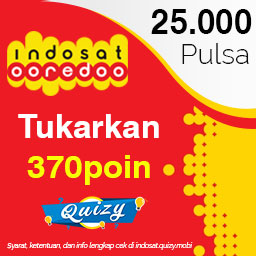 indosat
ooredoo
25.000
Pulsa
Tukarkan
370poin
Quizy
Syarat, ketentuan, dan info lengkap cek di indosat.quizy.mobi